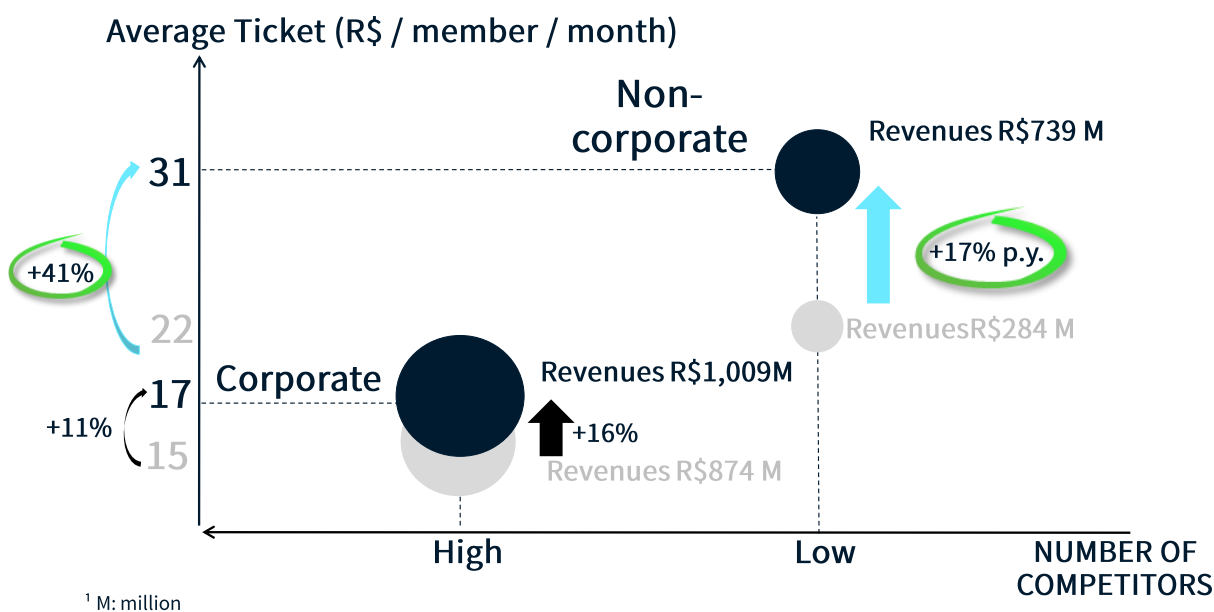 Average Ticket (R$ / member / month)
Non-
corporate
Revenues R$739 M
31
+41%
+17% p.y.
22
RevenuesR$284 M
Corporate
Revenues R$1,009M
17
+11%
+16%
15
Revenues R$874 M
High
Low
NUMBER OF
COMPETITORS
¹ M: million